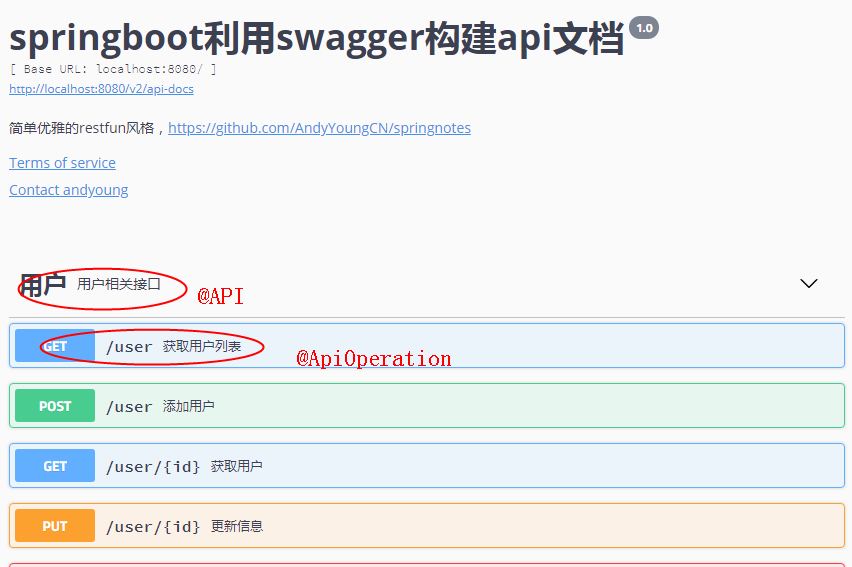 springboot利用swagger构建api文档 1.0
[ Base URL: localhost:8080/ ]
http://localhost:8080/v2/api-docs
简单优雅的restfun风格，https://github.com/AndyYoungCN/springnotes
Terms of service
Contact andyoung
用户 用户相关接口
@API
GET /user 获取用户列表
@ApiOperation
POST /user 添加用户
GET /user/{id} 获取用户
PUT /user/{id} 更新信息